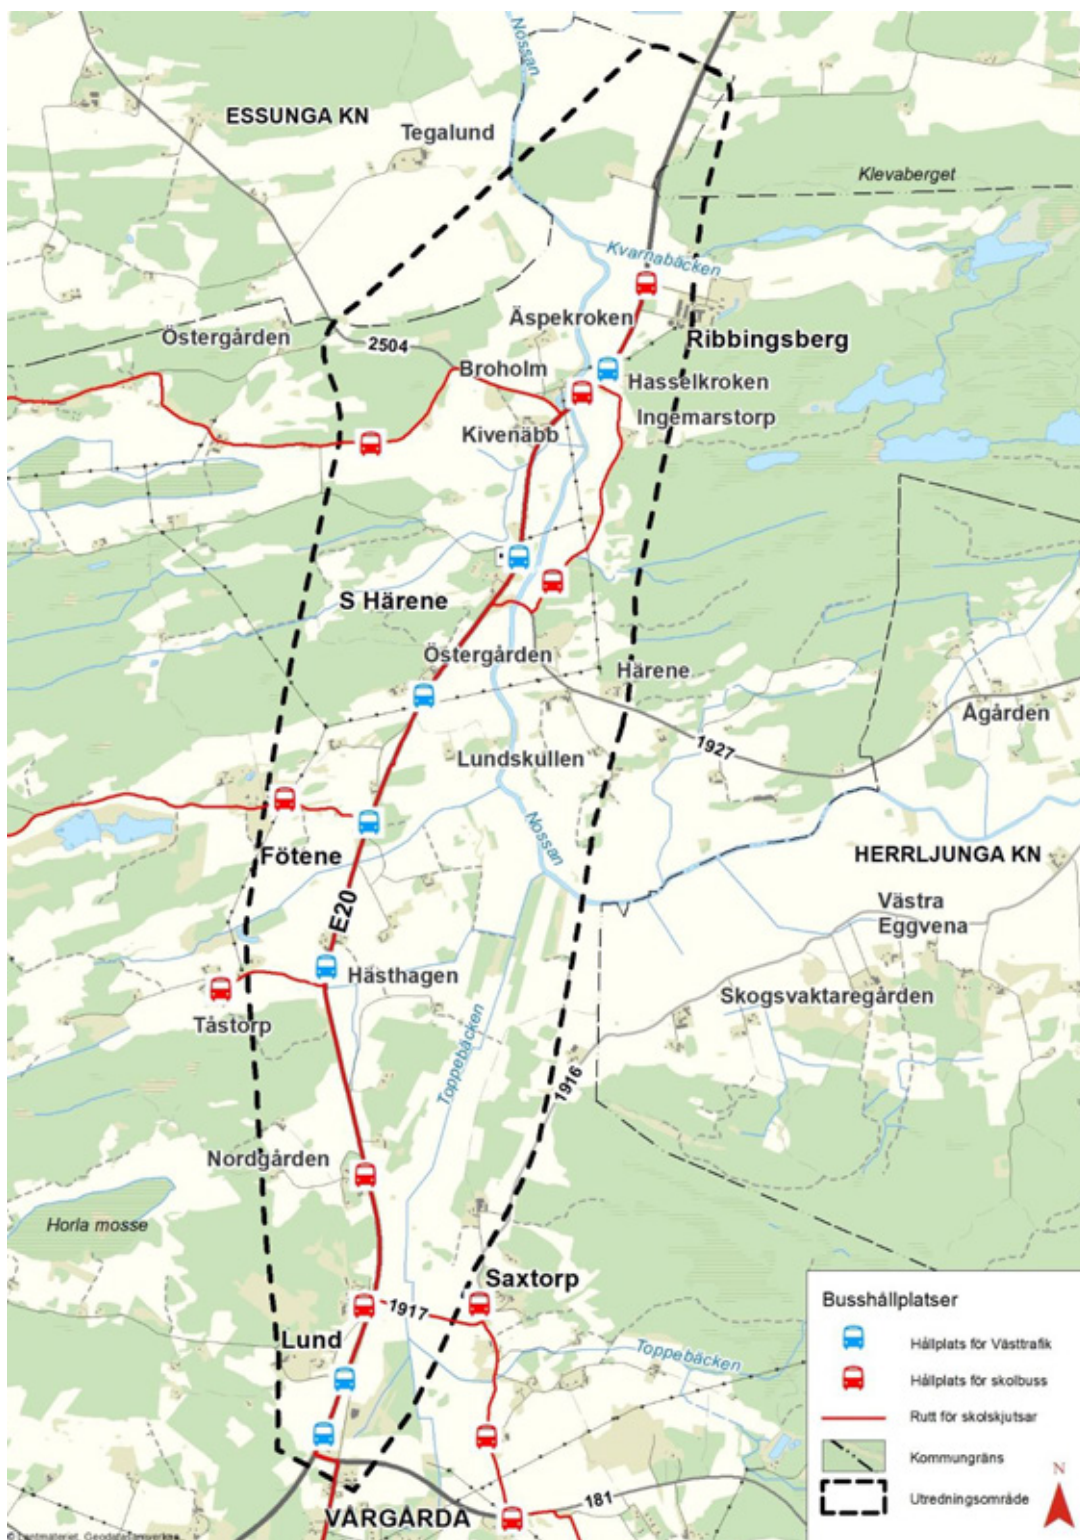 Nossan
ESSUNGA KN
Tegalund
Klevaberget
Kvarnabäcken
Äspekroken
Östergården
2504
Ribbingsberg
Broholm
Hasselkroken
Ingemarstorp
Kivenäbb
S Härene
Östergården
Härene
Ågården
1927
Lundskullen
Nossan
Fötene
HERRLJUNGA KN
E20
Västra
Eggvena
Hästhagen
Skogsvaktaregården
Tåstorp
Toppebäcken
1916
Nordgården
Horla mosse
Saxtorp
1917
Lund
Toppebäcken
181
VÅRGÅRDA
Busshållplatser
Hållplats för Västtrafik
Hållplats för skolbuss
Rutt för skolskjutsar
Kommungräns
Utredningsområde
N
© Lantmäteriet, Geodatasamverkan